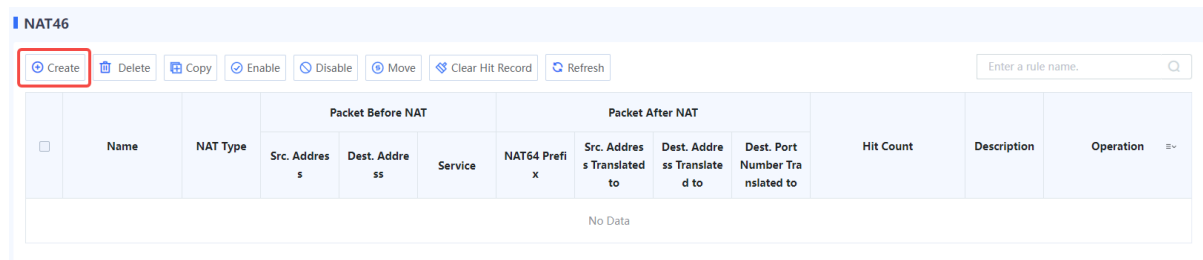 NAT46
Create Delete Copy Enable Disable Move Clear Hit Record Refresh Enter a rule name.
Packet Before NAT Packet After NAT
Name NAT Type Src. Addres Dest. Addre Service NAT64 Prefi Src. Addres Dest. Addre Dest. Port Hit Count Description Operation
s ss x s Translated ss Translate Number Tra
to d to nslated to
No Data